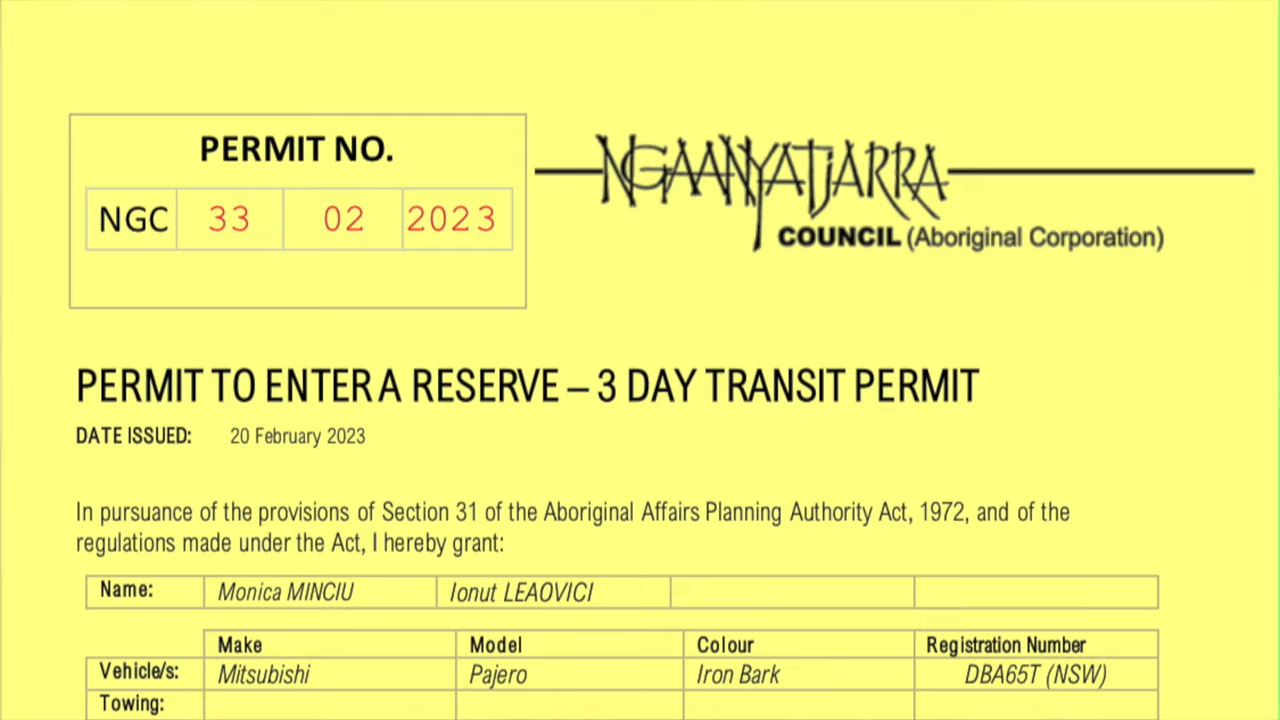 PERMIT NO.
NGC 33 02 2023
NGAANYATJARRA
COUNCIL (Aboriginal Corporation)
PERMIT TO ENTER A RESERVE – 3 DAY TRANSIT PERMIT
DATE ISSUED: 20 February 2023
In pursuance of the provisions of Section 31 of the Aboriginal Affairs Planning Authority Act, 1972, and of the
regulations made under the Act, I hereby grant:
Name: Monica MINCIU Ionut LEAOVICI
Make Model Colour Registration Number
Vehicle/s: Mitsubishi Pajero Iron Bark DBA65T (NSW)
Towing: